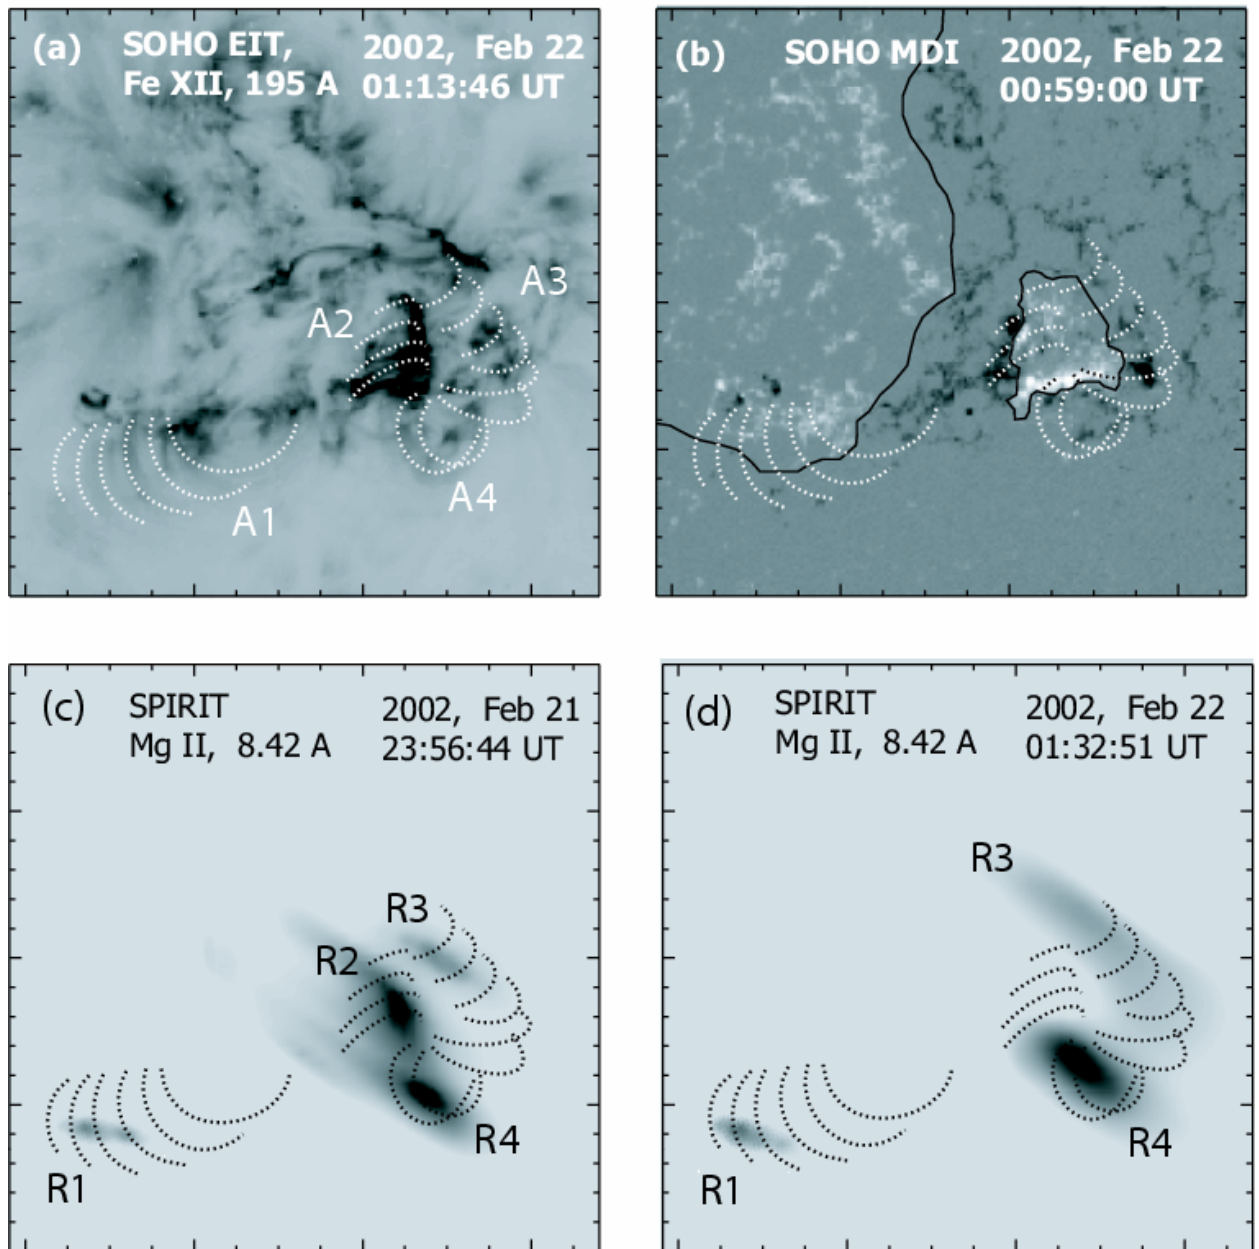 (a) SOHO EIT, 2002, Feb 22
Fe XII, 195 A 01:13:46 UT
A3
A2
A4
A1
(b) SOHO MDI 2002, Feb 22
00:59:00 UT
(c) SPIRIT 2002, Feb 21
Mg II, 8.42 A 23:56:44 UT
R3
R2
R4
R1
(d) SPIRIT 2002, Feb 22
Mg II, 8.42 A 01:32:51 UT
R3
R4
R1